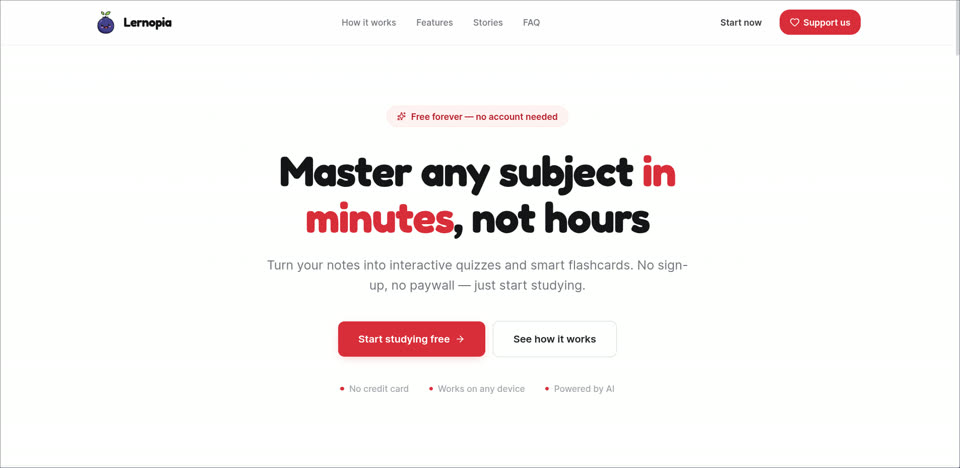 Lernopia
How it works
Features
Stories
FAQ
Start now
Support us
Free forever — no account needed
Master any subject in
minutes, not hours
Turn your notes into interactive quizzes and smart flashcards. No sign-
up, no paywall — just start studying.
Start studying free →
See how it works
No credit card
Works on any device
Powered by AI